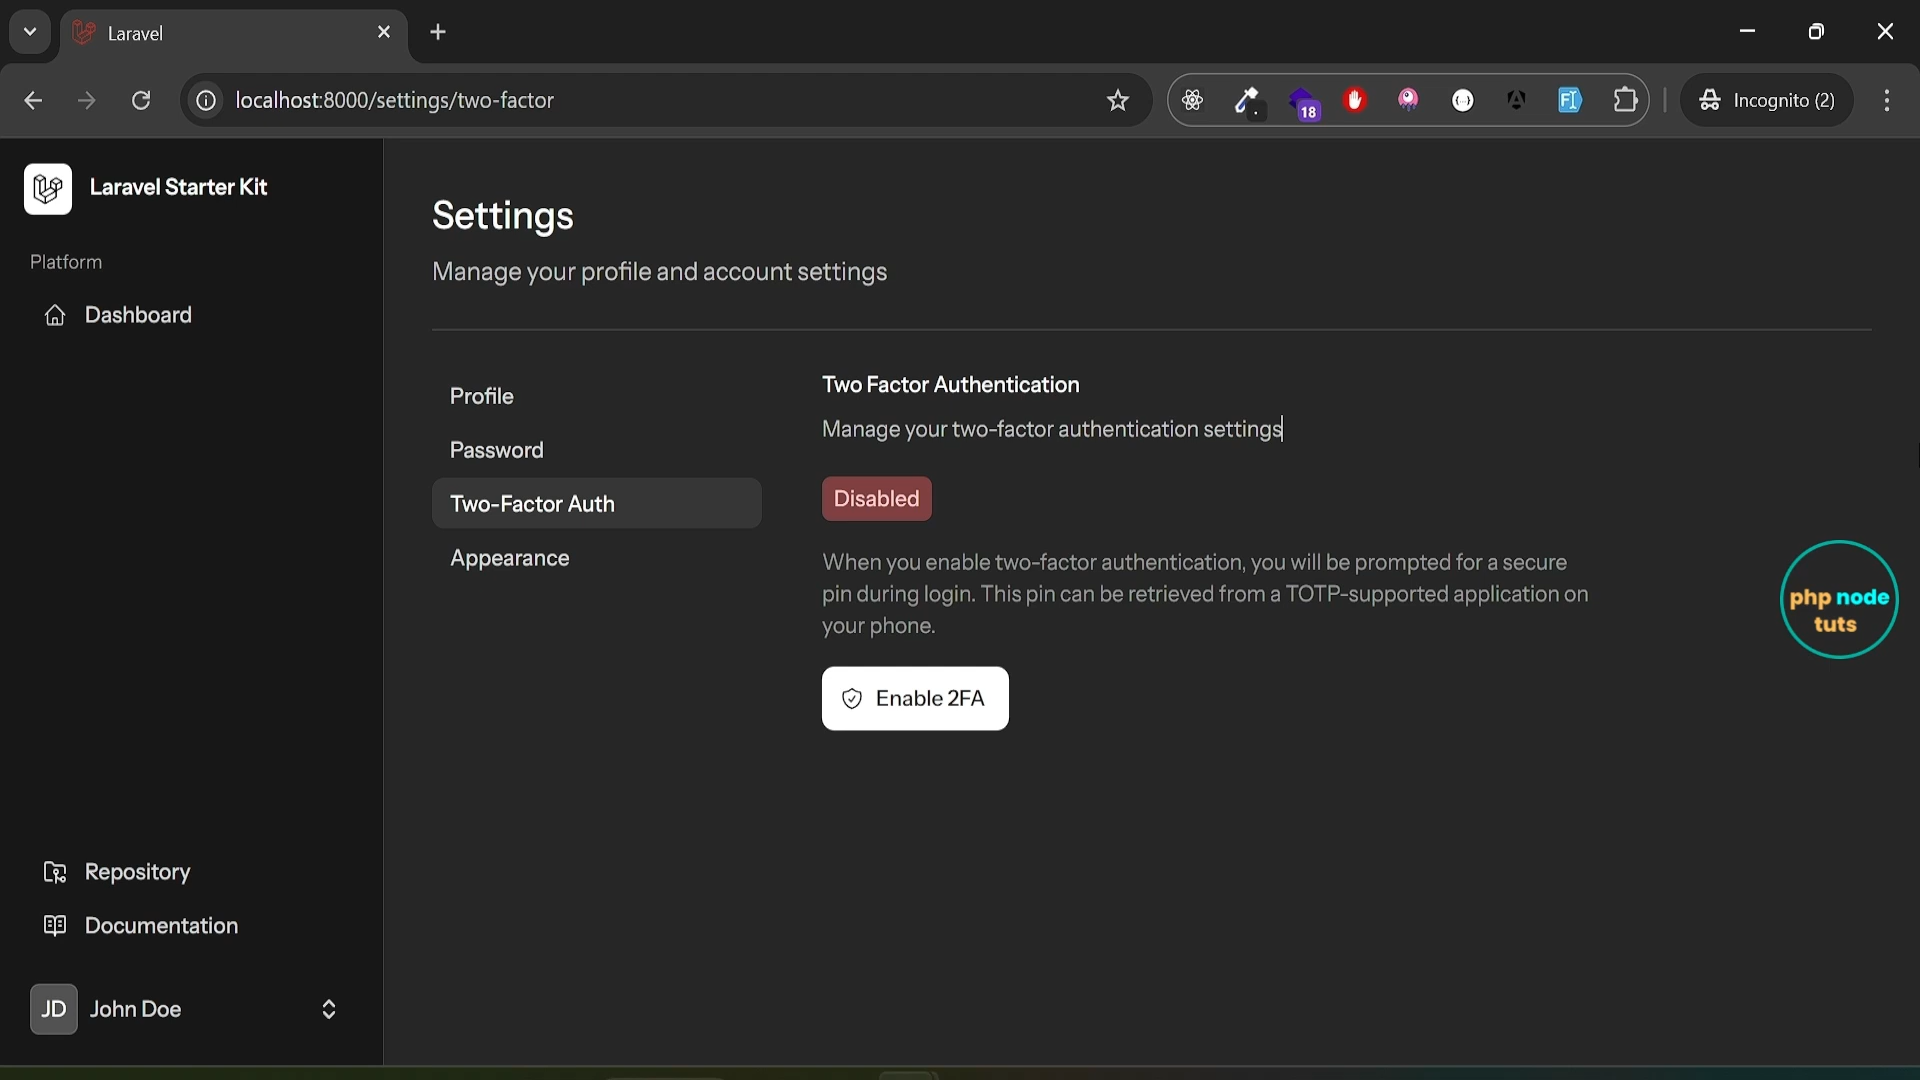 Laravel
localhost:8000/settings/two-factor
18
Incognito (2)
Laravel Starter Kit
Platform
Dashboard
Settings
Manage your profile and account settings
Profile
Password
Two-Factor Auth
Appearance
Two Factor Authentication
Manage your two-factor authentication settings
Disabled
When you enable two-factor authentication, you will be prompted for a secure
pin during login. This pin can be retrieved from a TOTP-supported application on
your phone.
Enable 2FA
php node
tuts
Repository
Documentation
JD John Doe